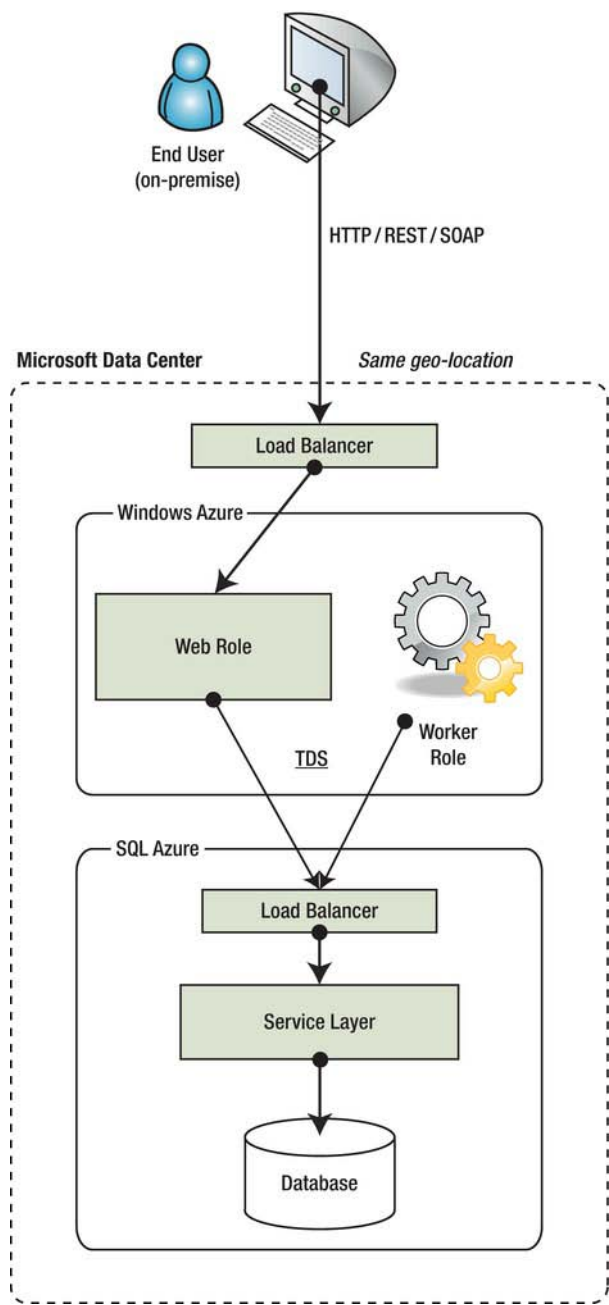 End User
(on-premise)
HTTP / REST / SOAP
Microsoft Data Center
Same geo-location
Load Balancer
Windows Azure
Web Role
Worker
Role
TDS
SQL Azure
Load Balancer
Service Layer
Database